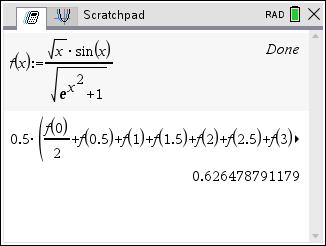 Scratchpad RAD
f(x):=√x·sin(x)/√(e^x^2+1) Done
0.5·(f(0)/2+f(0.5)+f(1)+f(1.5)+f(2)+f(2.5)+f(3)▸
0.626478791179